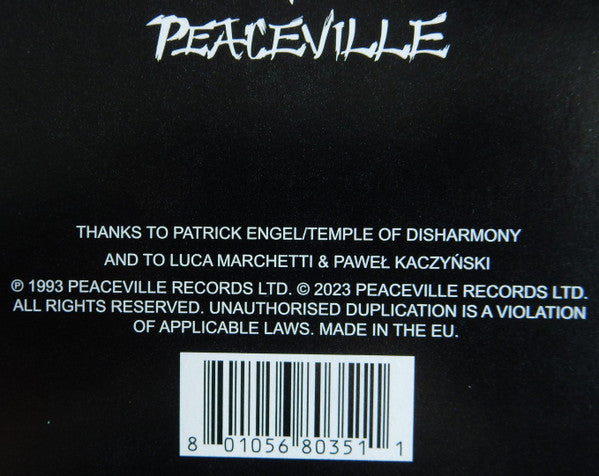 PEACEVILLE
THANKS TO PATRICK ENGEL/TEMPLE OF DISHARMONY
AND TO LUCA MARCHETTI & PAWEŁ KACZYŃSKI
℗ 1993 PEACEVILLE RECORDS LTD. © 2023 PEACEVILLE RECORDS LTD.
ALL RIGHTS RESERVED. UNAUTHORISED DUPLICATION IS A VIOLATION
OF APPLICABLE LAWS. MADE IN THE EU.
8 01056 80351 1